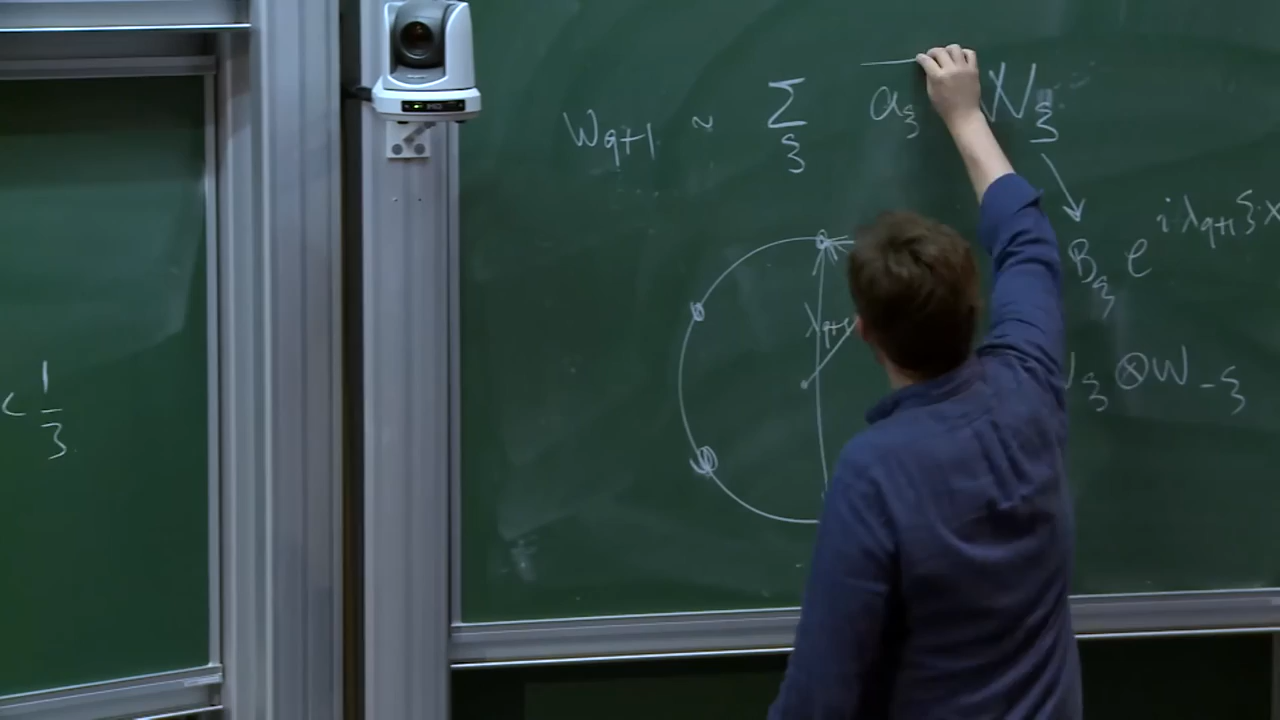 w_{q+1} ~ Σ_ξ a_ξ W_ξ
B_ξ e^{iλ_{q+1}ξ·x}
λ_{q+1}
W_ξ ⊗ W_{-ξ}
< 1/3